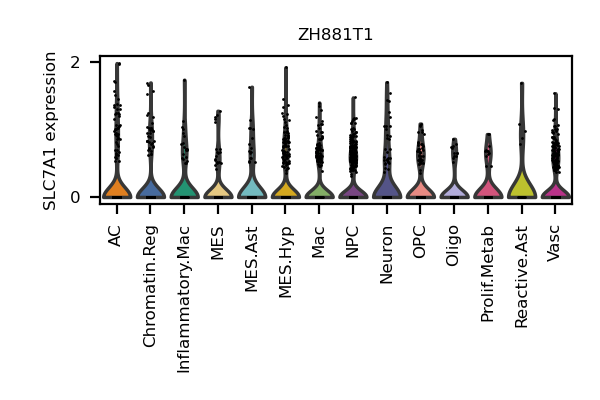 ZH881T1
SLC7A1 expression
2
0
AC
Chromatin.Reg
Inflammatory.Mac
MES
MES.Ast
MES.Hyp
Mac
NPC
Neuron
OPC
Oligo
Prolif.Metab
Reactive.Ast
Vasc